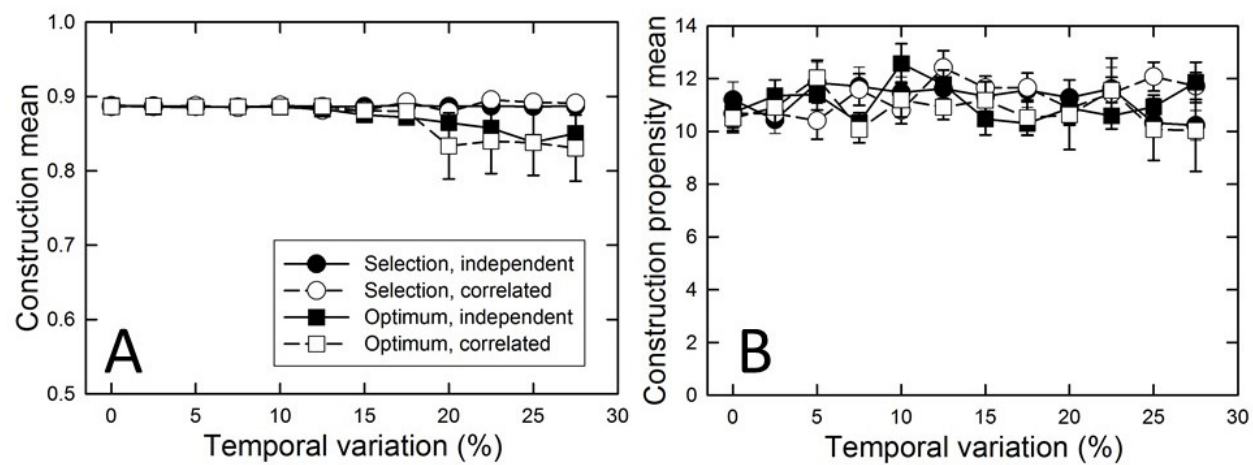 Construction mean
1.0
0.9
0.8
0.7
0.6
0.5
Selection, independent
Selection, correlated
Optimum, independent
Optimum, correlated
A
0 5 10 15 20 25 30
Temporal variation (%)
Construction propensity mean
14
12
10
8
6
4
2
0
B
0 5 10 15 20 25 30
Temporal variation (%)